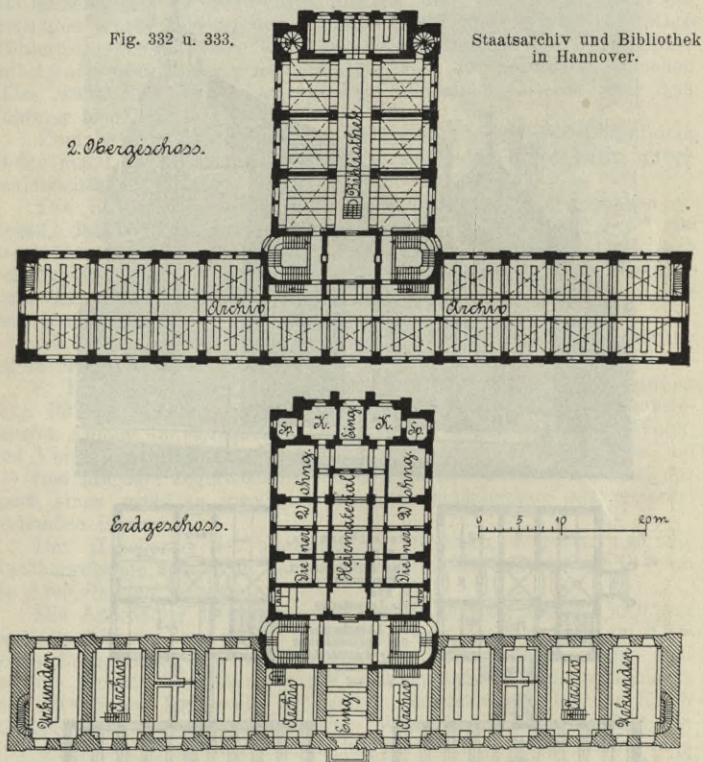 Fig. 332 u. 333.
Staatsarchiv und Bibliothek
in Hannover.
2. Obergeschoss.
Bibliothek
Archiv
Archiv
Sp.
K.
Eing.
K.
Sp.
Diener Wohng.
Heizmaterial
Diener Wohng.
Erdgeschoss.
0 5 10 20 m
Urkunden
Archiv
Archiv
Eing.
Archiv
Archiv
Urkunden